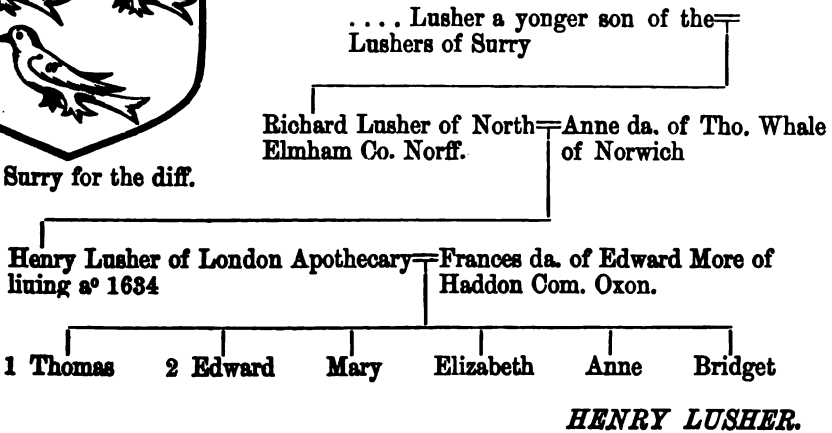 .... Lusher a yonger son of the
Lushers of Surry
Richard Lusher of North Elmham Co. Norff.
Anne da. of Tho. Whale of Norwich
Surry for the diff.
Henry Lusher of London Apothecary
liuing aº 1634
Frances da. of Edward More of
Haddon Com. Oxon.
1 Thomas 2 Edward Mary Elizabeth Anne Bridget
HENRY LUSHER.